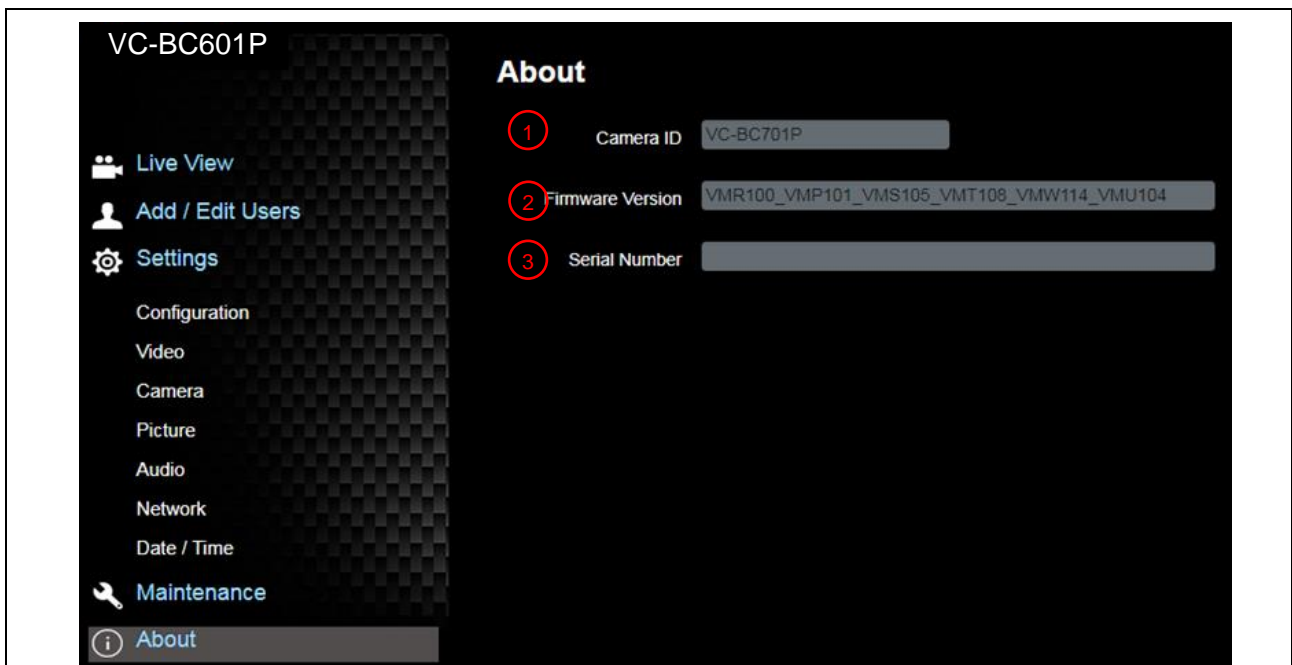 VC-BC601P
Live View
Add / Edit Users
Settings
Configuration
Video
Camera
Picture
Audio
Network
Date / Time
Maintenance
i About
About
1 Camera ID VC-BC701P
2 Firmware Version VMR100_VMP101_VMS105_VMT108_VMW114_VMU104
3 Serial Number